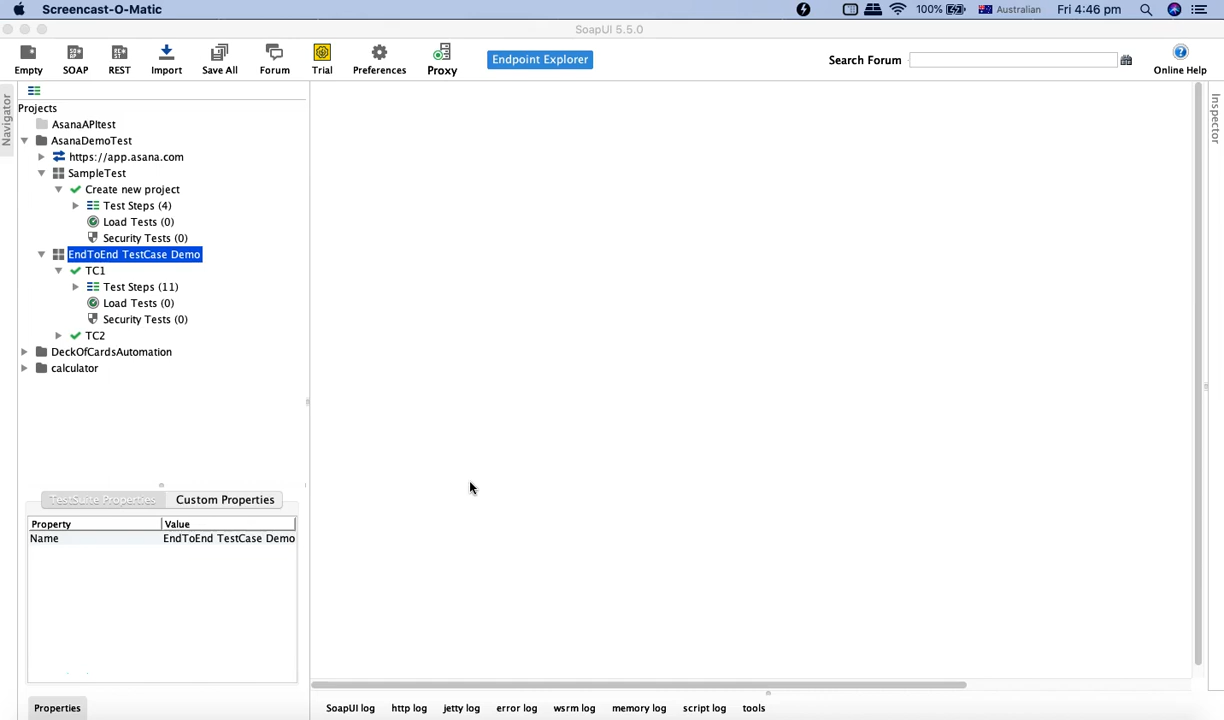 Screencast-O-Matic
100%
Australian
Fri 4:46 pm
SoapUI 5.5.0
Empty
SOAP
REST
Import
Save All
Forum
Trial
Preferences
Proxy
Endpoint Explorer
Search Forum
Online Help
Navigator
Inspector
Projects
AsanaAPItest
AsanaDemoTest
https://app.asana.com
SampleTest
Create new project
Test Steps (4)
Load Tests (0)
Security Tests (0)
EndToEnd TestCase Demo
TC1
Test Steps (11)
Load Tests (0)
Security Tests (0)
TC2
DeckOfCardsAutomation
calculator
TestSuite Properties
Custom Properties
Property
Value
Name
EndToEnd TestCase Demo
Properties
SoapUI log
http log
jetty log
error log
wsrm log
memory log
script log
tools